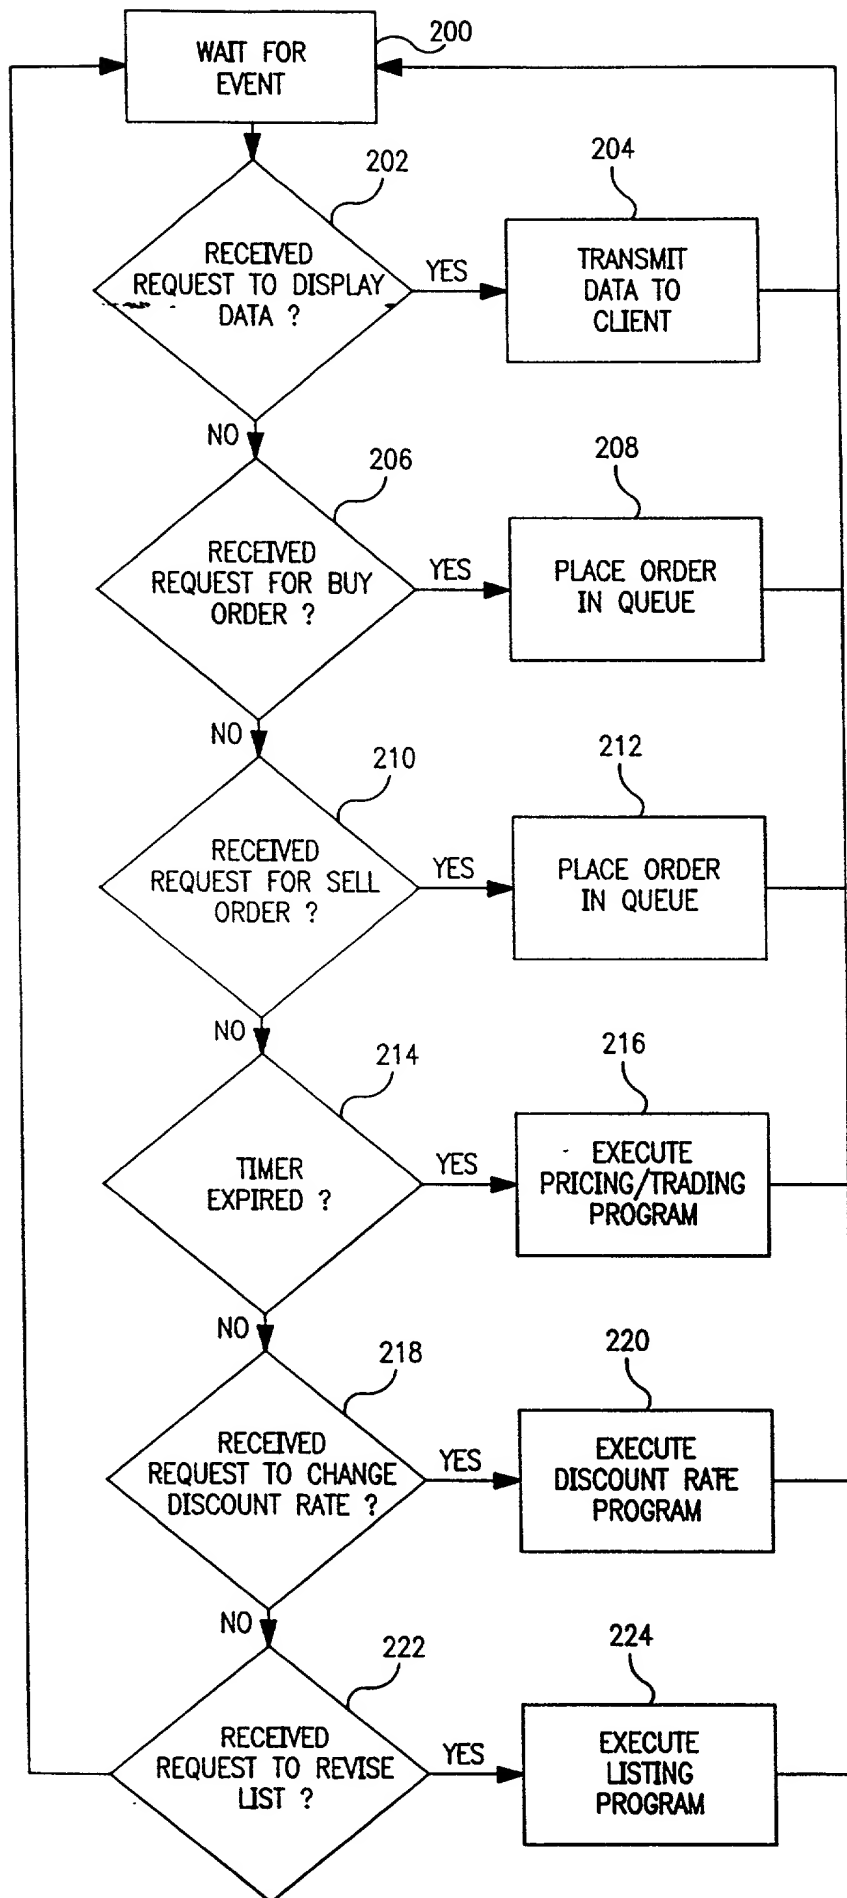 200
WAIT FOR
EVENT
202
204
RECEIVED
REQUEST TO DISPLAY
DATA ?
YES
TRANSMIT
DATA TO
CLIENT
NO
206
208
RECEIVED
REQUEST FOR BUY
ORDER ?
YES
PLACE ORDER
IN QUEUE
NO
210
212
RECEIVED
REQUEST FOR SELL
ORDER ?
YES
PLACE ORDER
IN QUEUE
NO
214
216
TIMER
EXPIRED ?
YES
EXECUTE
PRICING/TRADING
PROGRAM
NO
218
220
RECEIVED
REQUEST TO CHANGE
DISCOUNT RATE ?
YES
EXECUTE
DISCOUNT RATE
PROGRAM
NO
222
224
RECEIVED
REQUEST TO REVISE
LIST ?
YES
EXECUTE
LISTING
PROGRAM